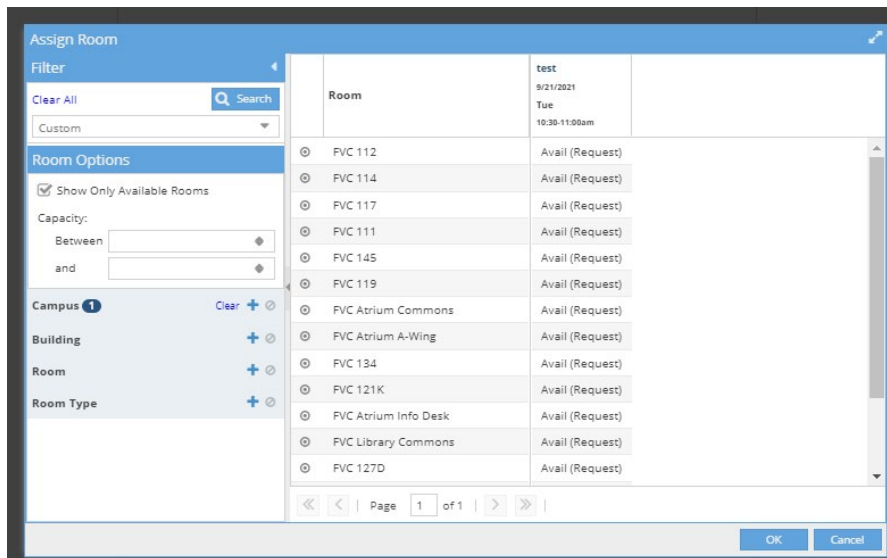 Assign Room
Filter
Clear All
Search
Custom
Room Options
Show Only Available Rooms
Capacity:
Between
and
Campus 1 Clear
Building
Room
Room Type
Room
test
9/21/2021
Tue
10:30-11:00am
FVC 112 Avail (Request)
FVC 114 Avail (Request)
FVC 117 Avail (Request)
FVC 111 Avail (Request)
FVC 145 Avail (Request)
FVC 119 Avail (Request)
FVC Atrium Commons Avail (Request)
FVC Atrium A-Wing Avail (Request)
FVC 134 Avail (Request)
FVC 121K Avail (Request)
FVC Atrium Info Desk Avail (Request)
FVC Library Commons Avail (Request)
FVC 127D Avail (Request)
Page 1 of 1
OK Cancel